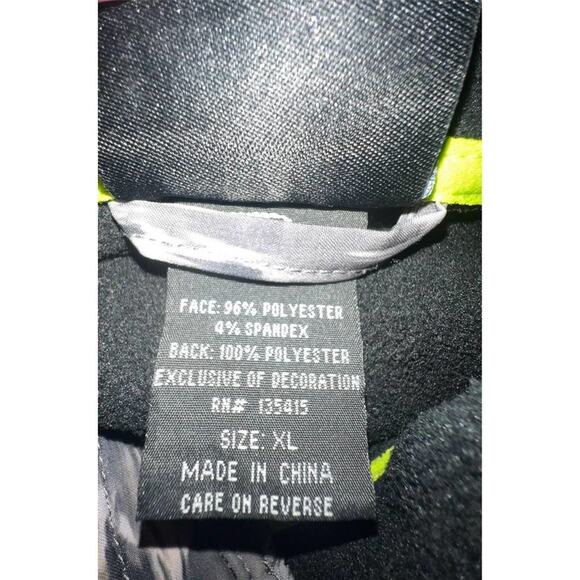 FACE: 96% POLYESTER
4% SPANDEX
BACK: 100% POLYESTER
EXCLUSIVE OF DECORATION
RN# 135415
SIZE: XL
MADE IN CHINA
CARE ON REVERSE